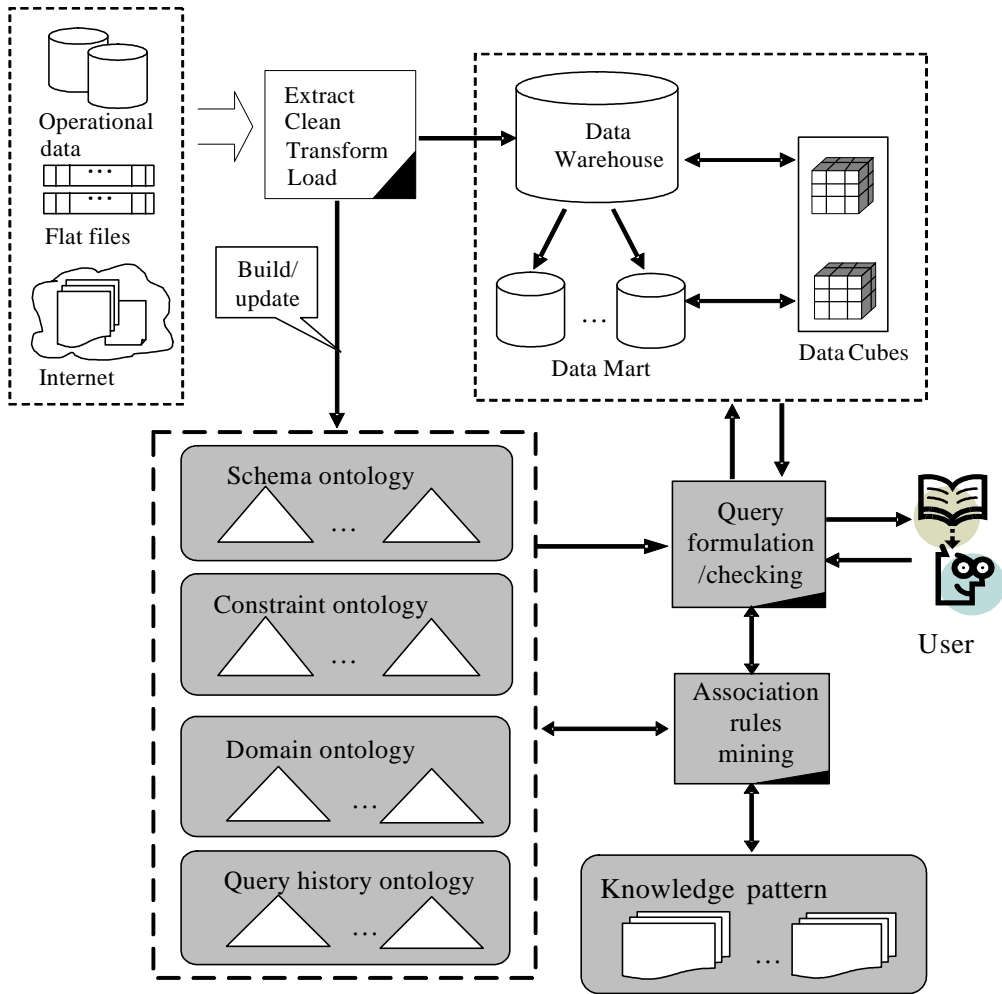 Operational
data
...
...
Flat files
Internet
Extract
Clean
Transform
Load
Build/
update
Data
Warehouse
...
Data Mart
Data Cubes
Schema ontology
...
Constraint ontology
...
Domain ontology
...
Query history ontology
...
Query
formulation
/checking
User
Association
rules
mining
Knowledge pattern
...